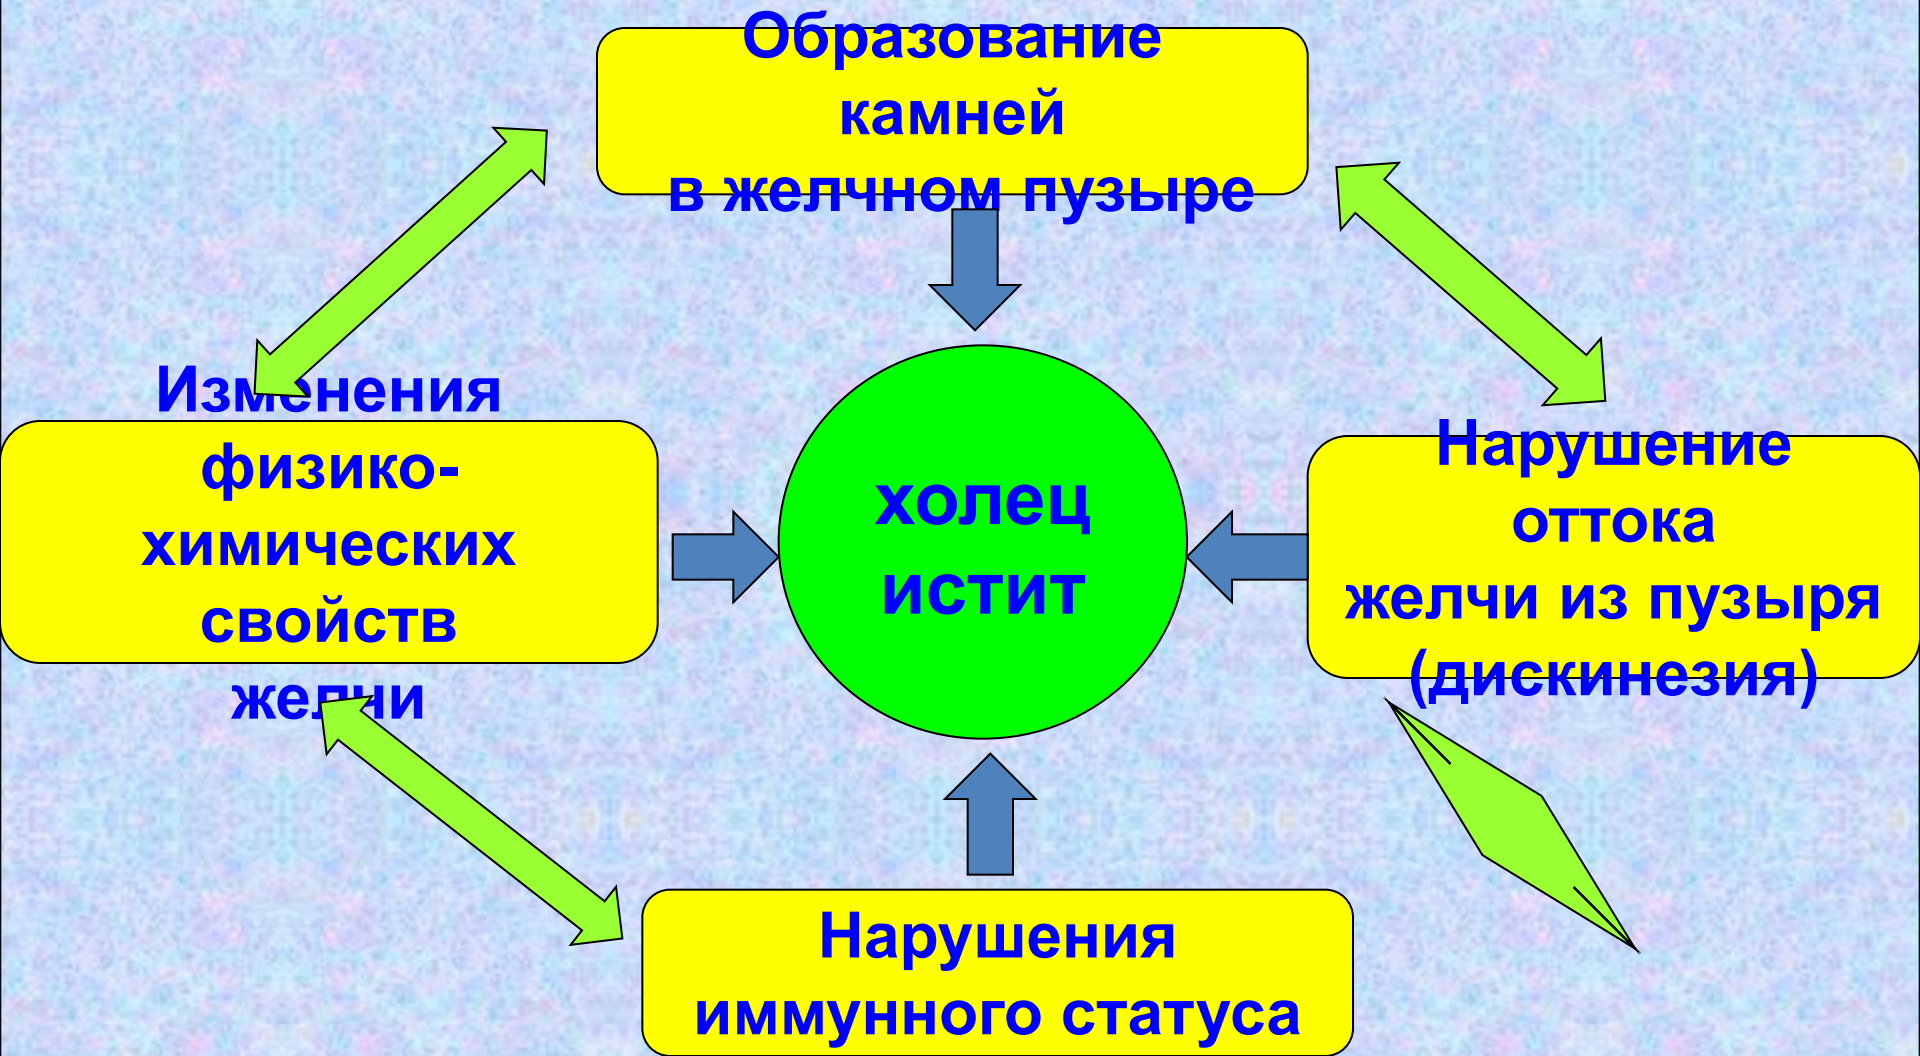 Образование
камней
в желчном пузыре
Изменения
физико-
химических
свойств
желчи
холец
истит
Нарушение
оттока
желчи из пузыря
(дискинезия)
Нарушения
иммунного статуса